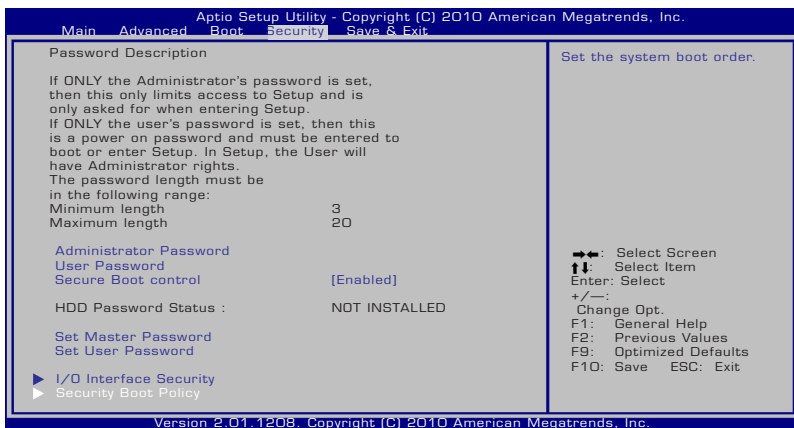 Aptio Setup Utility - Copyright (C) 2010 American Megatrends, Inc.
Main Advanced Boot Security Save & Exit
Password Description
If ONLY the Administrator's password is set,
then this only limits access to Setup and is
only asked for when entering Setup.
If ONLY the user's password is set, then this
is a power on password and must be entered to
boot or enter Setup. In Setup, the User will
have Administrator rights.
The password length must be
in the following range:
Minimum length 3
Maximum length 20
Administrator Password
User Password
Secure Boot control [Enabled]
HDD Password Status : NOT INSTALLED
Set Master Password
Set User Password
I/O Interface Security
Security Boot Policy
Set the system boot order.
→←: Select Screen
↑↓: Select Item
Enter: Select
+/—:
Change Opt.
F1: General Help
F2: Previous Values
F9: Optimized Defaults
F10: Save ESC: Exit
Version 2.01.1208. Copyright (C) 2010 American Megatrends, Inc.